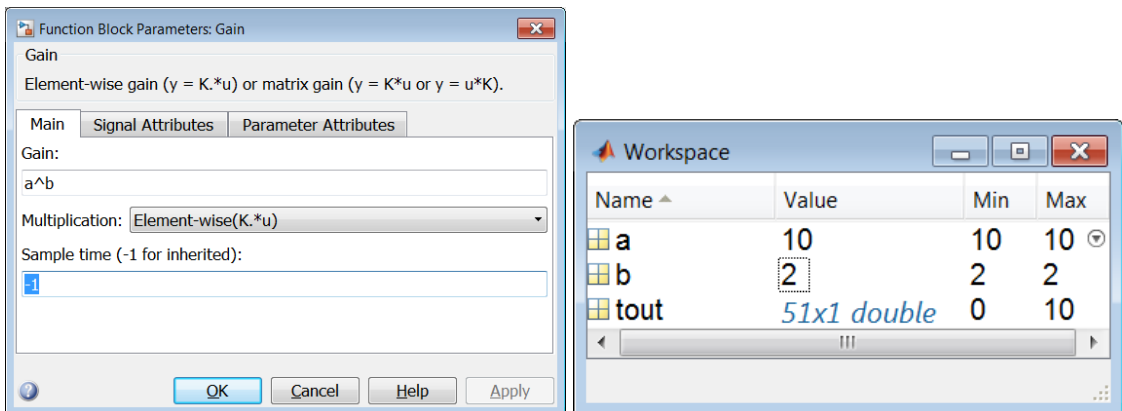 Function Block Parameters: Gain
Gain
Element-wise gain (y = K.*u) or matrix gain (y = K*u or y = u*K).
Main Signal Attributes Parameter Attributes
Gain:
a^b
Multiplication: Element-wise(K.*u)
Sample time (-1 for inherited):
-1
OK Cancel Help Apply
Workspace
Name Value Min Max
a 10 10 10
b 2 2 2
tout 51x1 double 0 10